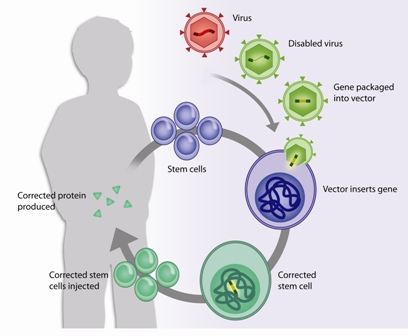 Virus
Disabled virus
Gene packaged
into vector
Stem cells
Vector inserts gene
Corrected protein
produced
Corrected stem
cells injected
Corrected
stem cell